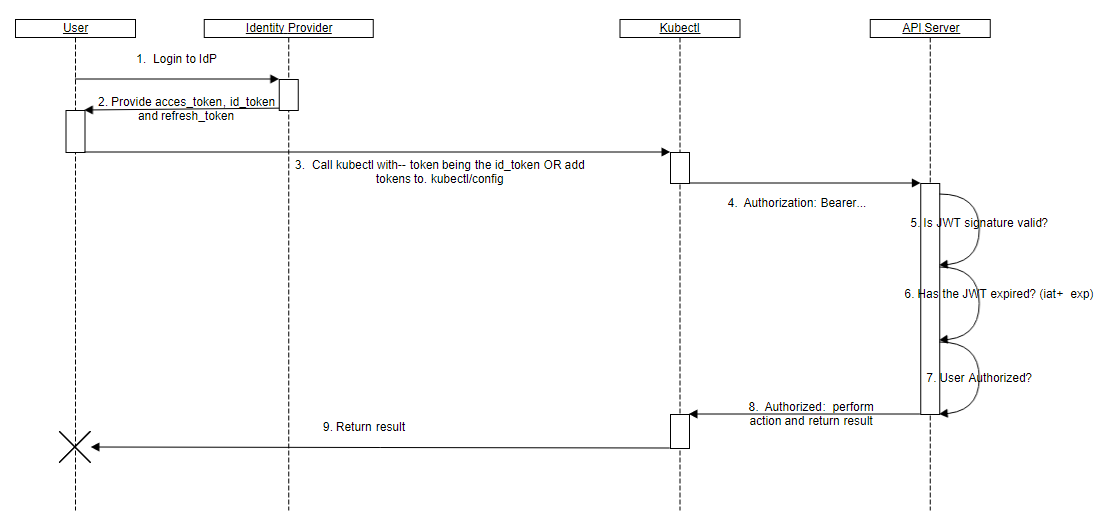 User
Identity Provider
Kubectl
API Server
1. Login to IdP
2. Provide acces_token, id_token
and refresh_token
3. Call kubectl with-- token being the id_token OR add
tokens to. kubectl/config
4. Authorization: Bearer...
5. Is JWT signature valid?
6. Has the JWT expired? (iat+ exp)
7. User Authorized?
8. Authorized: perform
action and return result
9. Return result